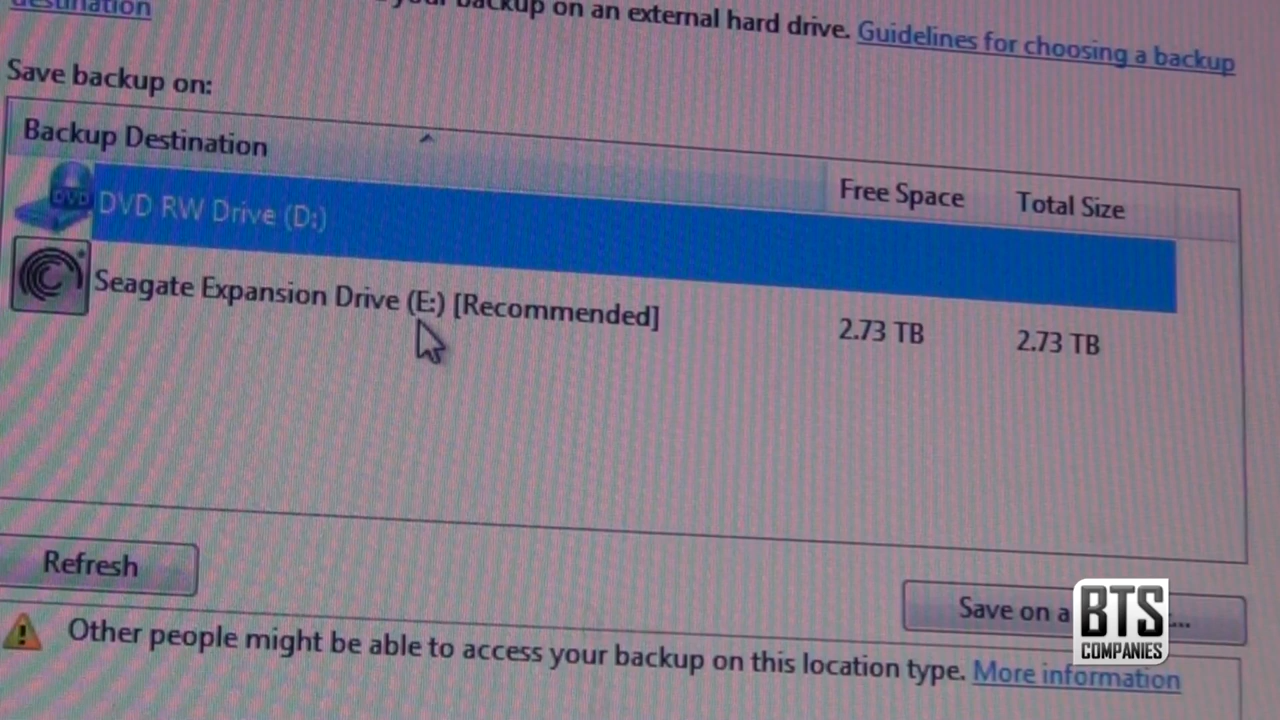 destination
your backup on an external hard drive. Guidelines for choosing a backup
Save backup on:
Backup Destination Free Space Total Size
DVD DVD RW Drive (D:)
Seagate Expansion Drive (E:) [Recommended] 2.73 TB 2.73 TB
Refresh
Save on a ...
BTS
COMPANIES
Other people might be able to access your backup on this location type. More information